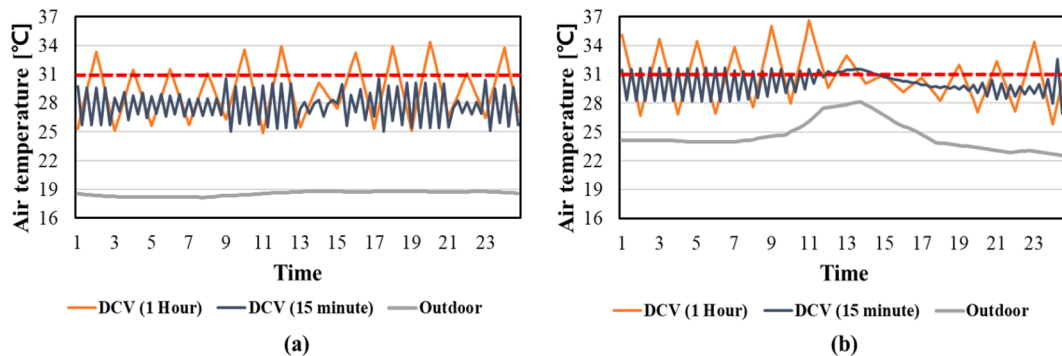 Air temperature [℃]
37
34
31
28
25
22
19
16
1 3 5 7 9 11 13 15 17 19 21 23
Time
DCV (1 Hour) DCV (15 minute) Outdoor
(a)
Air temperature [℃]
37
34
31
28
25
22
19
16
1 3 5 7 9 11 13 15 17 19 21 23
Time
DCV (1 Hour) DCV (15 minute) Outdoor
(b)